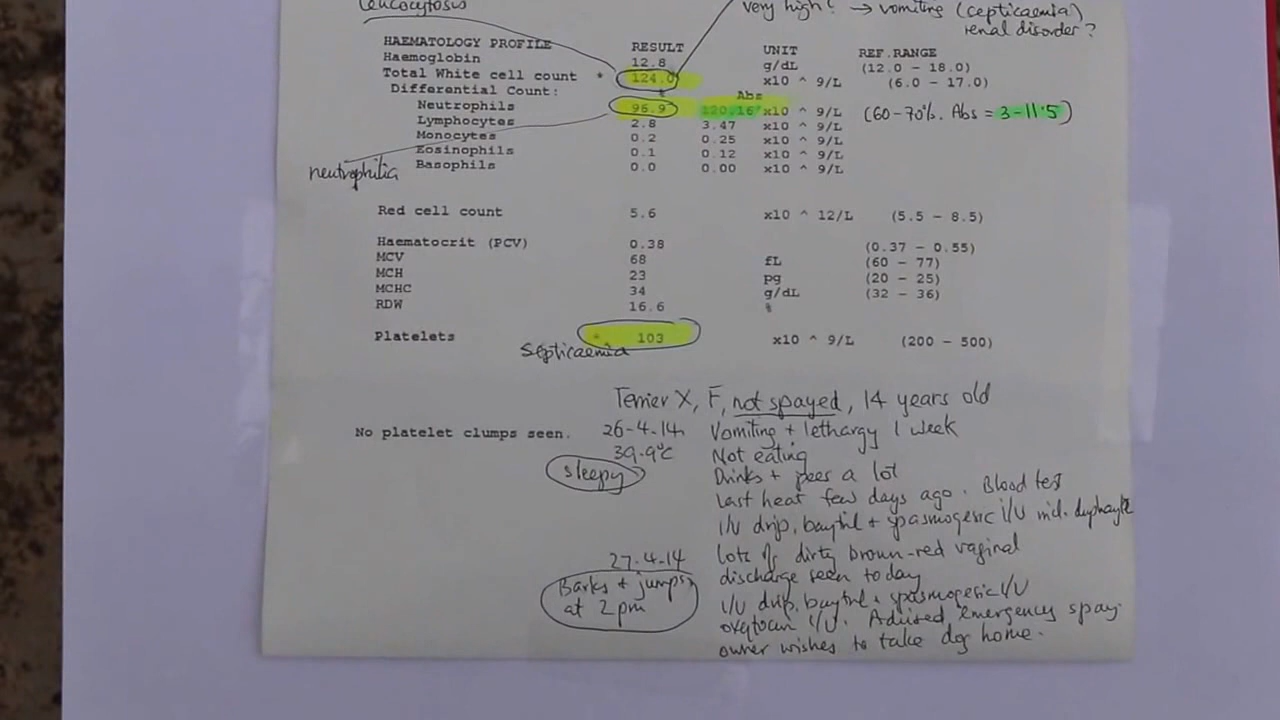 Leucocytosis
very high? → vomiting (septicaemia)
renal disorder?
HAEMATOLOGY PROFILE RESULT UNIT REF.RANGE
Haemoglobin 12.8 g/dL (12.0 - 18.0)
Total White cell count * 124.0 x10 ^ 9/L (6.0 - 17.0)
Differential Count: % Abs
Neutrophils 96.9 120.16 x10 ^ 9/L (60-70%. Abs = 3-11.5)
Lymphocytes 2.8 3.47 x10 ^ 9/L
Monocytes 0.2 0.25 x10 ^ 9/L
Eosinophils 0.1 0.12 x10 ^ 9/L
Basophils 0.0 0.00 x10 ^ 9/L
neutrophilia
Red cell count 5.6 x10 ^ 12/L (5.5 - 8.5)
Haematocrit (PCV) 0.38 (0.37 - 0.55)
MCV 68 fL (60 - 77)
MCH 23 pg (20 - 25)
MCHC 34 g/dL (32 - 36)
RDW 16.6 %
Platelets * 103 x10 ^ 9/L (200 - 500)
septicaemia
Terrier X, F, not spayed, 14 years old
No platelet clumps seen. 26-4-14. Vomiting + lethargy 1 week
39.9°C Not eating
sleepy Drinks + pees a lot
Last heat few days ago. Blood test
I/V drip, baytril + spasmogesic I/V incl. duphalyte
27.4.14 Lots of dirty brown-red vaginal
discharge seen today
Barks + jumps I/V drip, baytril + spasmogesic I/V
at 2pm oxytocin I/V. Advised emergency spay.
owner wishes to take dog home.